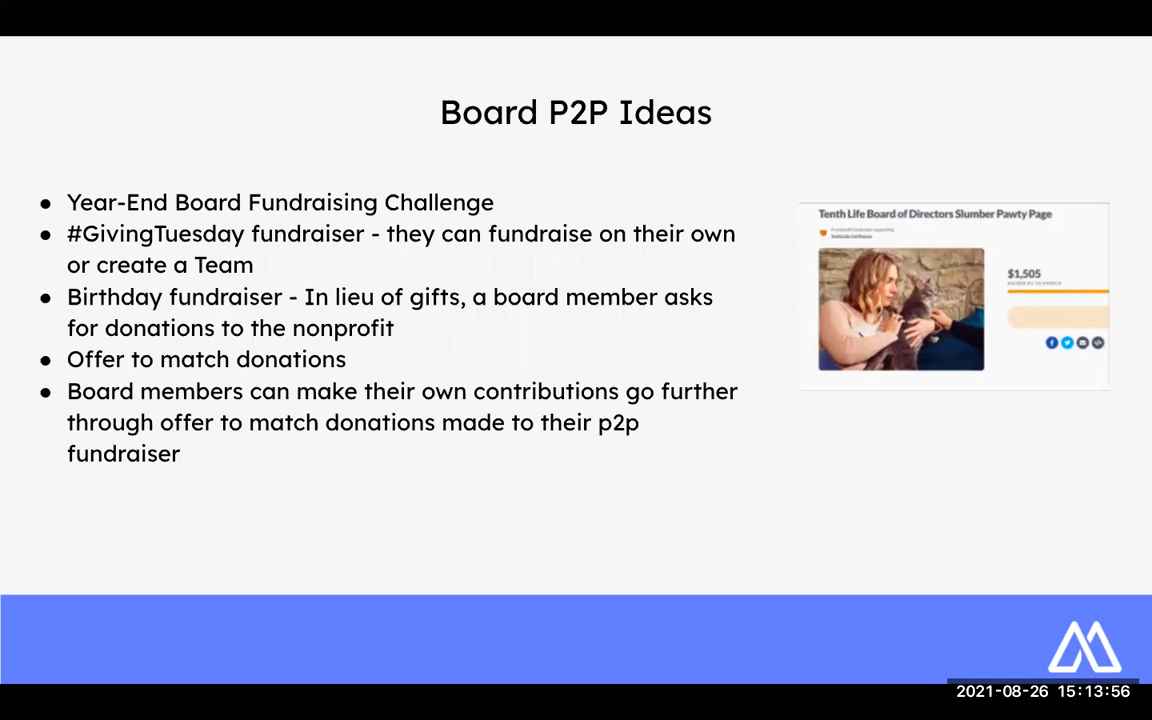 Board P2P Ideas
● Year-End Board Fundraising Challenge
● #GivingTuesday fundraiser - they can fundraise on their own
or create a Team
● Birthday fundraiser - In lieu of gifts, a board member asks
for donations to the nonprofit
● Offer to match donations
● Board members can make their own contributions go further
through offer to match donations made to their p2p
fundraiser
Tenth Life Board of Directors Slumber Pawty Page
A nonprofit fundraiser supporting
$1,505
2021-08-26 15:13:56